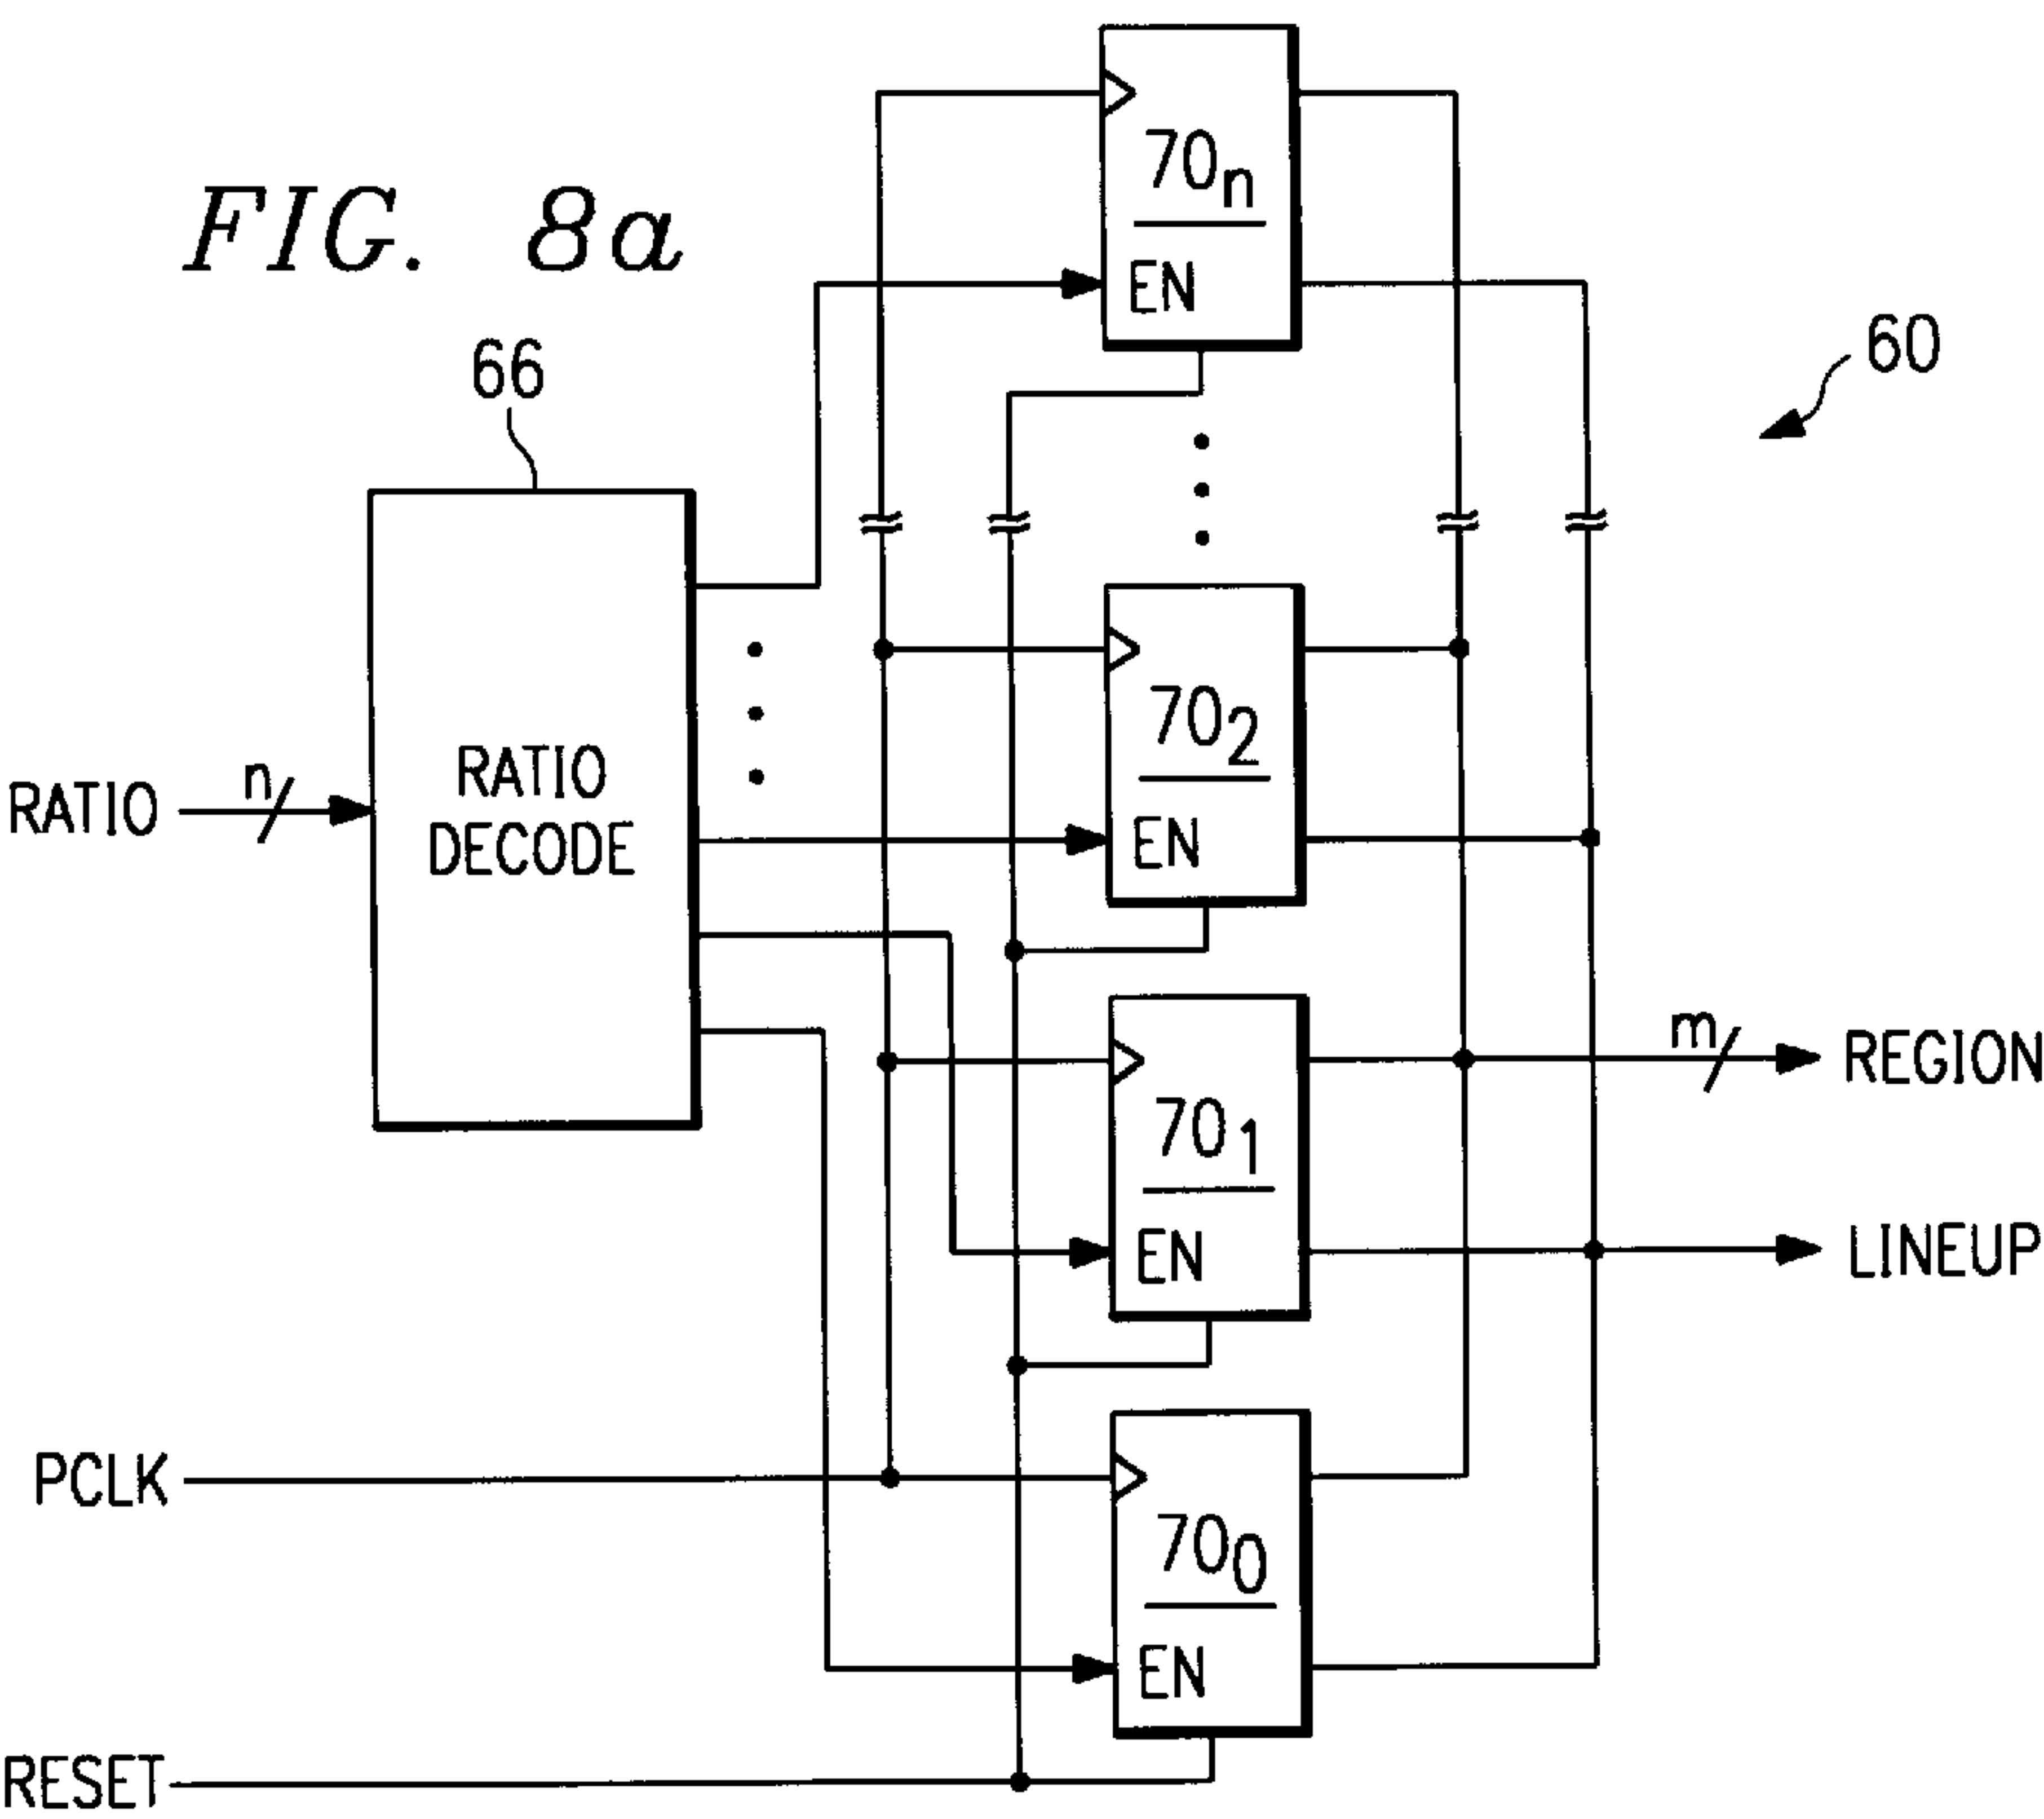 FIG. 8a
70n
EN
60
66
RATIO
n
RATIO
DECODE
702
EN
m
REGION
701
EN
LINEUP
PCLK
700
EN
RESET